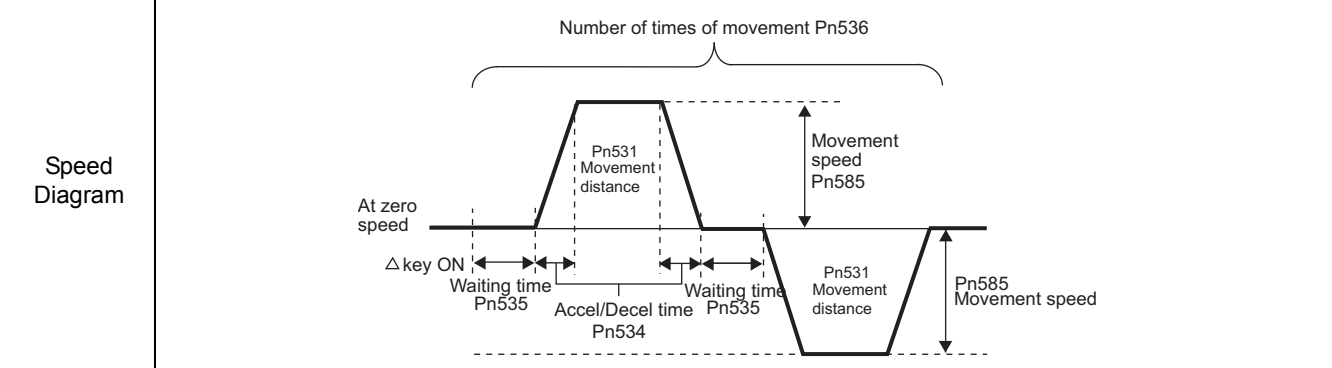 Number of times of movement Pn536
Speed
Diagram
Pn531
Movement
distance
Movement
speed
Pn585
At zero
speed
△ key ON
Waiting time
Pn535
Accel/Decel time
Pn534
Waiting time
Pn535
Pn531
Movement
distance
Pn585
Movement speed